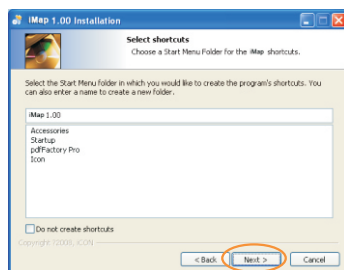 iMap 1.00 Installation
Select shortcuts
Choose a Start Menu Folder for the iMap shortcuts.
Select the Start Menu folder in which you would like to create the program's shortcuts. You
can also enter a name to create a new folder.
iMap 1.00
Accessories
Startup
pdfFactory Pro
Icon
Do not create shortcuts
Copyright ?2008, iCON
< Back
Next >
Cancel